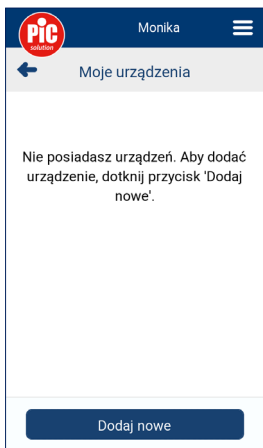 PiC
solution
Monika
Moje urządzenia
Nie posiadasz urządzeń. Aby dodać
urządzenie, dotknij przycisk 'Dodaj
nowe'.
Dodaj nowe